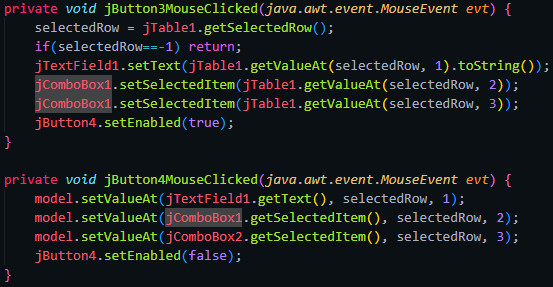 private void jButton3MouseClicked(java.awt.event.MouseEvent evt) {
    selectedRow = jTable1.getSelectedRow();
    if(selectedRow==-1) return;
    jTextField1.setText(jTable1.getValueAt(selectedRow, 1).toString());
    jComboBox1.setSelectedItem(jTable1.getValueAt(selectedRow, 2));
    jComboBox1.setSelectedItem(jTable1.getValueAt(selectedRow, 3));
    jButton4.setEnabled(true);
}
private void jButton4MouseClicked(java.awt.event.MouseEvent evt) {
    model.setValueAt(jTextField1.getText(), selectedRow, 1);
    model.setValueAt(jComboBox1.getSelectedItem(), selectedRow, 2);
    model.setValueAt(jComboBox2.getSelectedItem(), selectedRow, 3);
    jButton4.setEnabled(false);
}